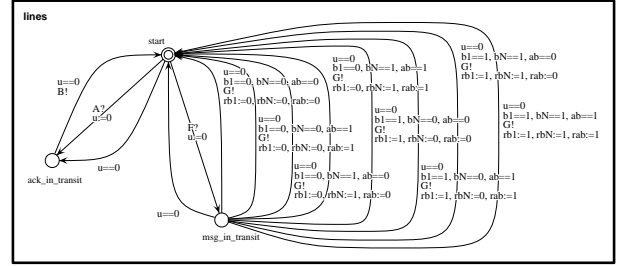 lines
start
u==0
B!
A?
u:=0
u==0
ack_in_transit
F?
u:=0
u==0
msg_in_transit
u==0
b1==0, bN==0, ab==0
G!
rb1:=0, rbN:=0, rab:=0
u==0
b1==0, bN==0, ab==1
G!
rb1:=0, rbN:=0, rab:=1
u==0
b1==0, bN==1, ab==0
G!
rb1:=0, rbN:=1, rab:=0
u==0
b1==0, bN==1, ab==1
G!
rb1:=0, rbN:=1, rab:=1
u==0
b1==1, bN==0, ab==0
G!
rb1:=1, rbN:=0, rab:=0
u==0
b1==1, bN==0, ab==1
G!
rb1:=1, rbN:=0, rab:=1
u==0
b1==1, bN==1, ab==0
G!
rb1:=1, rbN:=1, rab:=0
u==0
b1==1, bN==1, ab==1
G!
rb1:=1, rbN:=1, rab:=1